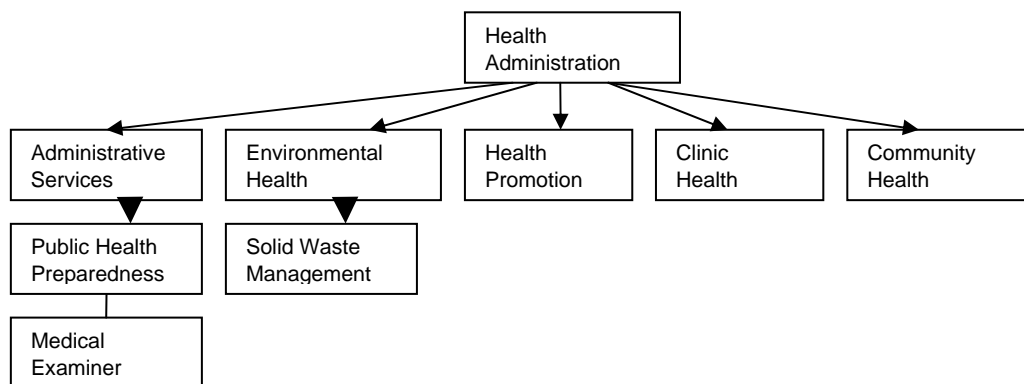 Health
Administration
Administrative
Services
Environmental
Health
Health
Promotion
Clinic
Health
Community
Health
Public Health
Preparedness
Solid Waste
Management
Medical
Examiner